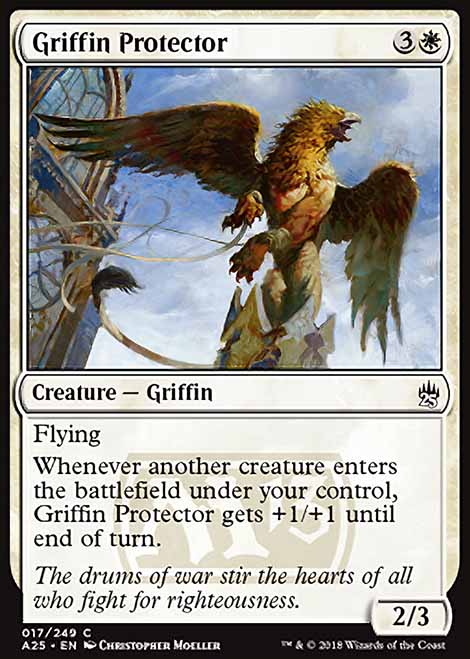 Griffin Protector 3
Creature — Griffin
25
Flying
Whenever another creature enters
the battlefield under your control,
Griffin Protector gets +1/+1 until
end of turn.
The drums of war stir the hearts of all
who fight for righteousness.
2/3
017/249 C
A25 • EN Christopher Moeller
™ & © 2018 Wizards of the Coast